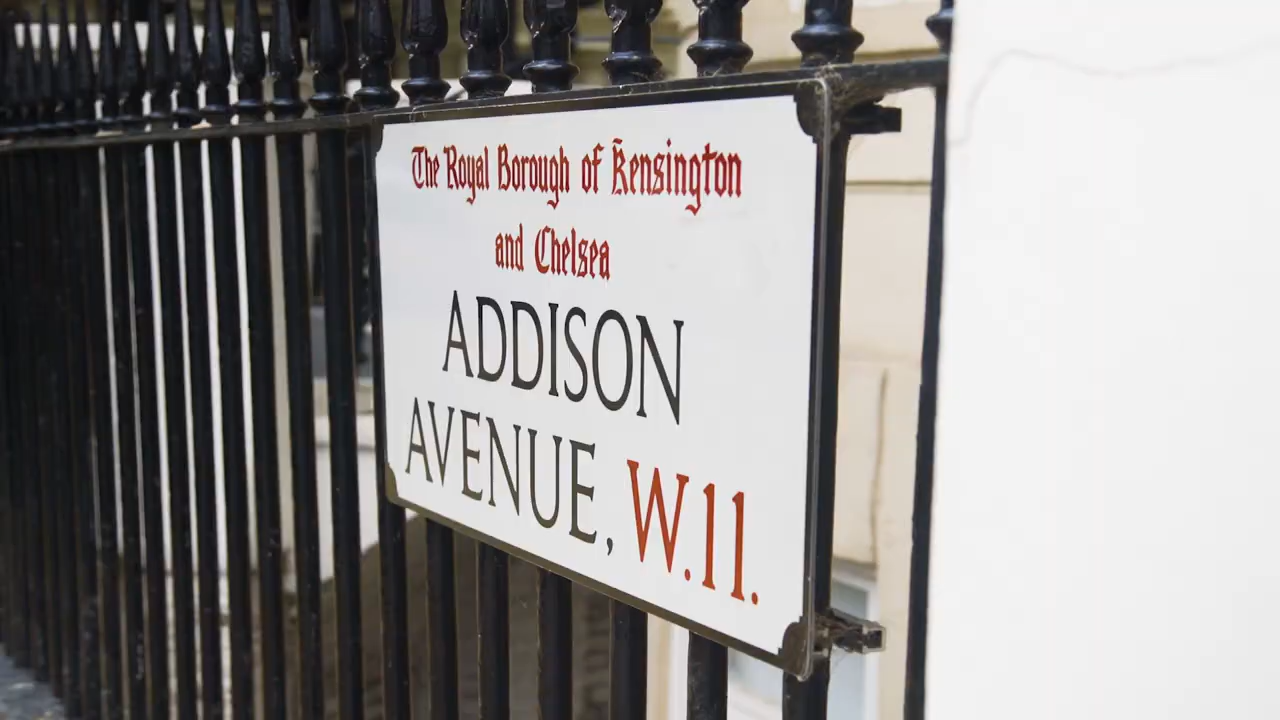 The Royal Borough of Kensington
and Chelsea
ADDISON
AVENUE, W.11.